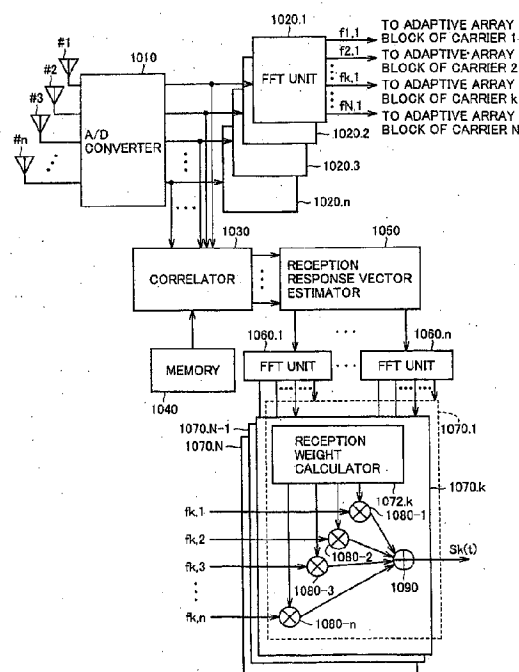 1020.1
TO ADAPTIVE ARRAY
BLOCK OF CARRIER 1
f1,1
#1
1010
FFT UNIT
f2,1
TO ADAPTIVE ARRAY
BLOCK OF CARRIER 2
#2
fk,1
TO ADAPTIVE ARRAY
BLOCK OF CARRIER k
#3
A/D
CONVERTER
fN,1
TO ADAPTIVE ARRAY
BLOCK OF CARRIER N
#n
1020.2
1020.3
1020.n
1030
1050
CORRELATOR
RECEPTION
RESPONSE VECTOR
ESTIMATOR
MEMORY
1040
1060.1
1060.n
FFT UNIT
FFT UNIT
1070.N-1
1070.N
1070.1
RECEPTION
WEIGHT
CALCULATOR
1070.k
1072.k
fk,1
1080-1
fk,2
1080-2
Sk(t)
fk,3
1080-3
1090
fk,n
1080-n